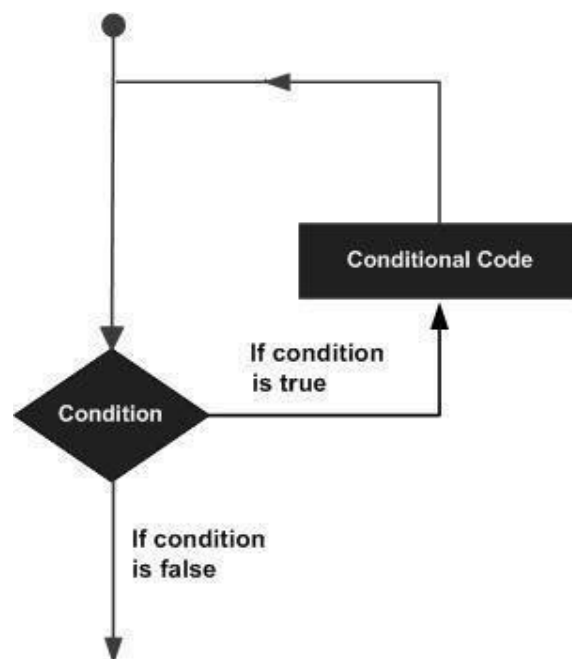 Conditional Code
If condition
is true
Condition
If condition
is false